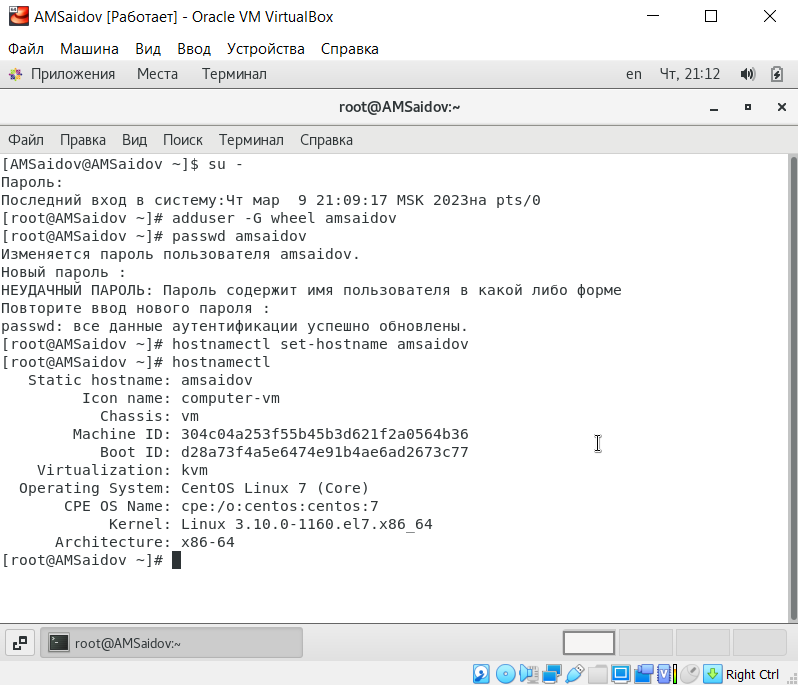 AMSaidov [Работает] - Oracle VM VirtualBox
Файл Машина Вид Ввод Устройства Справка
Приложения Места Терминал en Чт, 21:12
root@AMSaidov:~
Файл Правка Вид Поиск Терминал Справка
[AMSaidov@AMSaidov ~]$ su -
Пароль:
Последний вход в систему:Чт мар  9 21:09:17 MSK 2023на pts/0
[root@AMSaidov ~]# adduser -G wheel amsaidov
[root@AMSaidov ~]# passwd amsaidov
Изменяется пароль пользователя amsaidov.
Новый пароль :
НЕУДАЧНЫЙ ПАРОЛЬ: Пароль содержит имя пользователя в какой либо форме
Повторите ввод нового пароля :
passwd: все данные аутентификации успешно обновлены.
[root@AMSaidov ~]# hostnamectl set-hostname amsaidov
[root@AMSaidov ~]# hostnamectl
Static hostname: amsaidov
Icon name: computer-vm
Chassis: vm
Machine ID: 304c04a253f55b45b3d621f2a0564b36
Boot ID: d28a73f4a5e6474e91b4ae6ad2673c77
Virtualization: kvm
Operating System: CentOS Linux 7 (Core)
CPE OS Name: cpe:/o:centos:centos:7
Kernel: Linux 3.10.0-1160.el7.x86_64
Architecture: x86-64
[root@AMSaidov ~]#
root@AMSaidov:~
Right Ctrl